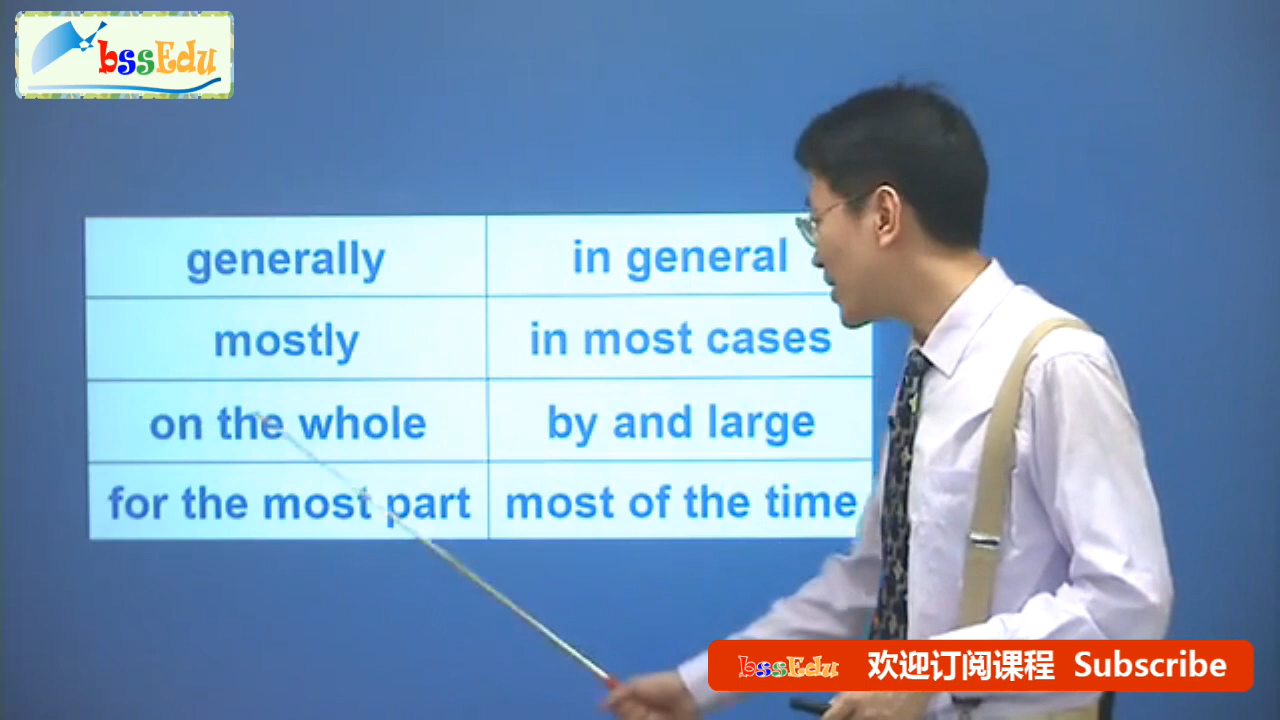 bssEdu
generally in general
mostly in most cases
on the whole by and large
for the most part most of the time
bssEdu 欢迎订阅课程 Subscribe